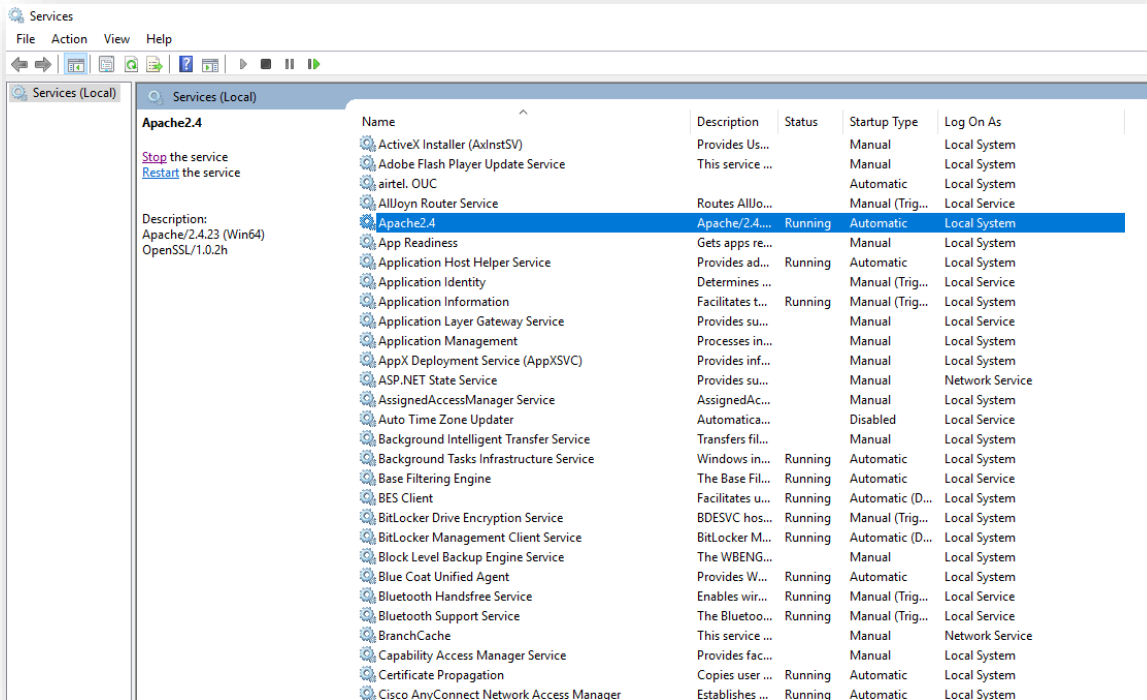 Services
File Action View Help
Services (Local)
Services (Local)
Apache2.4
Stop the service
Restart the service
Description:
Apache/2.4.23 (Win64)
OpenSSL/1.0.2h
Name Description Status Startup Type Log On As
ActiveX Installer (AxInstSV) Provides Us... Manual Local System
Adobe Flash Player Update Service This service ... Manual Local System
airtel. OUC Automatic Local System
AllJoyn Router Service Routes AllJo... Manual (Trig... Local Service
Apache2.4 Apache/2.4.... Running Automatic Local System
App Readiness Gets apps re... Manual Local System
Application Host Helper Service Provides ad... Running Automatic Local System
Application Identity Determines ... Manual (Trig... Local Service
Application Information Facilitates t... Running Manual (Trig... Local System
Application Layer Gateway Service Provides su... Manual Local Service
Application Management Processes in... Manual Local System
AppX Deployment Service (AppXSVC) Provides inf... Manual Local System
ASP.NET State Service Provides su... Manual Network Service
AssignedAccessManager Service AssignedAc... Manual Local System
Auto Time Zone Updater Automatica... Disabled Local Service
Background Intelligent Transfer Service Transfers fil... Manual Local System
Background Tasks Infrastructure Service Windows in... Running Automatic Local System
Base Filtering Engine The Base Fil... Running Automatic Local Service
BES Client Facilitates u... Running Automatic (D... Local System
BitLocker Drive Encryption Service BDESVC hos... Running Manual (Trig... Local System
BitLocker Management Client Service BitLocker M... Running Automatic (D... Local System
Block Level Backup Engine Service The WBENG... Manual Local System
Blue Coat Unified Agent Provides W... Running Automatic Local System
Bluetooth Handsfree Service Enables wir... Running Manual (Trig... Local Service
Bluetooth Support Service The Bluetoo... Running Manual (Trig... Local Service
BranchCache This service ... Manual Network Service
Capability Access Manager Service Provides fac... Manual Local System
Certificate Propagation Copies user ... Running Automatic Local System
Cisco AnyConnect Network Access Manager Establishes ... Running Automatic Local System